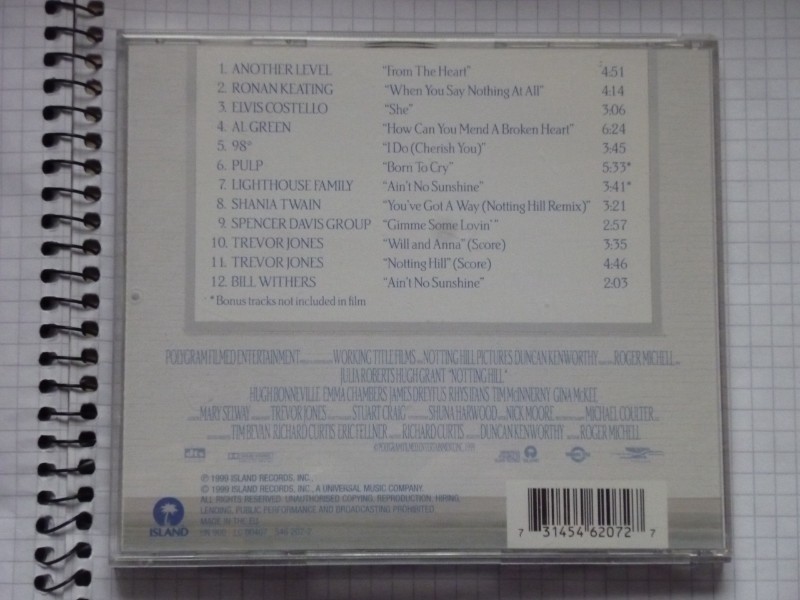 1. ANOTHER LEVEL "From The Heart" 4:51
2. RONAN KEATING "When You Say Nothing At All" 4:14
3. ELVIS COSTELLO "She" 3:06
4. AL GREEN "How Can You Mend A Broken Heart" 6:24
5. 98° "I Do (Cherish You)" 3:45
6. PULP "Born To Cry" 5:33*
7. LIGHTHOUSE FAMILY "Ain't No Sunshine" 3:41*
8. SHANIA TWAIN "You've Got A Way (Notting Hill Remix)" 3:21
9. SPENCER DAVIS GROUP "Gimme Some Lovin'" 2:57
10. TREVOR JONES "Will and Anna" (Score) 3:35
11. TREVOR JONES "Notting Hill" (Score) 4:46
12. BILL WITHERS "Ain't No Sunshine" 2:03
* Bonus tracks not included in film
POLYGRAM FILMED ENTERTAINMENT WORKING TITLE FILMS NOTTING HILL PICTURES DUNCAN KENWORTHY ROGER MICHELL
JULIA ROBERTS HUGH GRANT "NOTTING HILL"
HUGH BONNEVILLE EMMA CHAMBERS JAMES DREYFUS RHYS IFANS TIM McINNERNY GINA McKEE
MARY SELWAY TREVOR JONES STUART CRAIG SHUNA HARWOOD NICK MOORE MICHAEL COULTER
TIM BEVAN RICHARD CURTIS ERIC FELLNER RICHARD CURTIS DUNCAN KENWORTHY ROGER MICHELL
dts
℗ 1999 ISLAND RECORDS, INC.,
© 1999 ISLAND RECORDS, INC., A UNIVERSAL MUSIC COMPANY.
ALL RIGHTS RESERVED. UNAUTHORISED COPYING, REPRODUCTION, HIRING,
LENDING, PUBLIC PERFORMANCE AND BROADCASTING PROHIBITED.
MADE IN THE EU
ISLAND
7 31454 62072 7